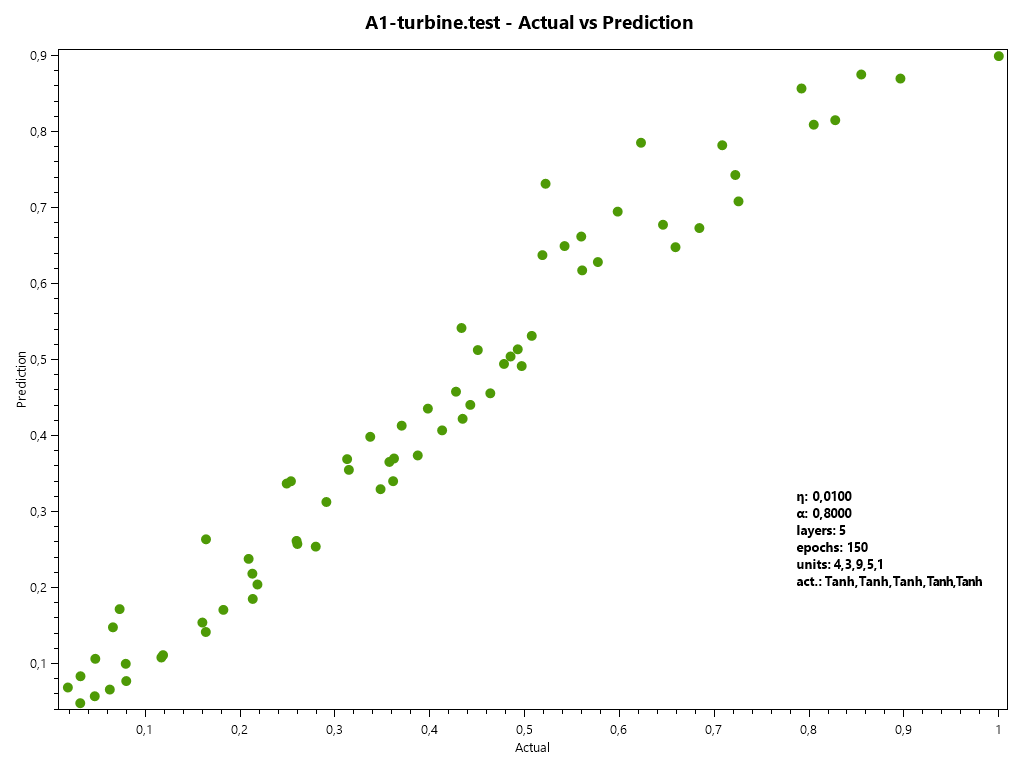 A1-turbine.test - Actual vs Prediction
0,9
0,8
0,7
0,6
0,5
0,4
0,3
0,2
0,1
Prediction
η: 0,0100
α: 0,8000
layers: 5
epochs: 150
units: 4,3,9,5,1
act.: Tanh,Tanh,Tanh,Tanh,Tanh
0,1 0,2 0,3 0,4 0,5 0,6 0,7 0,8 0,9 1
Actual